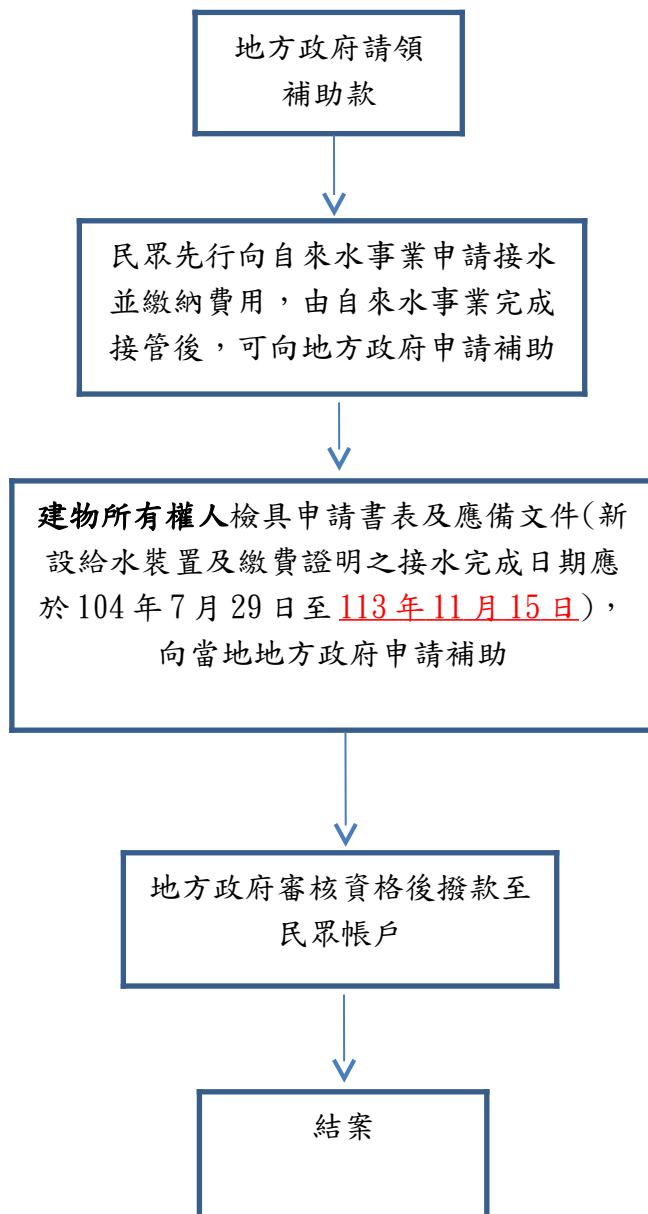 地方政府請領
補助款
民眾先行向自來水事業申請接水
並繳納費用，由自來水事業完成
接管後，可向地方政府申請補助
建物所有權人檢具申請書表及應備文件(新
設給水裝置及繳費證明之接水完成日期應
於104年7月29日至113年11月15日)，
向當地地方政府申請補助
地方政府審核資格後撥款至
民眾帳戶
結案